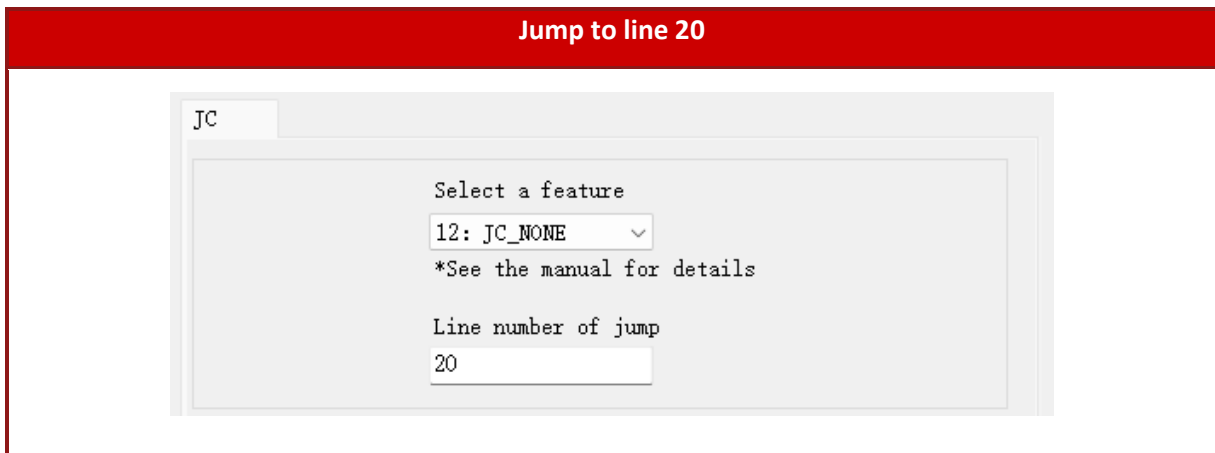 Jump to line 20
JC
Select a feature
12: JC_NONE
*See the manual for details
Line number of jump
20